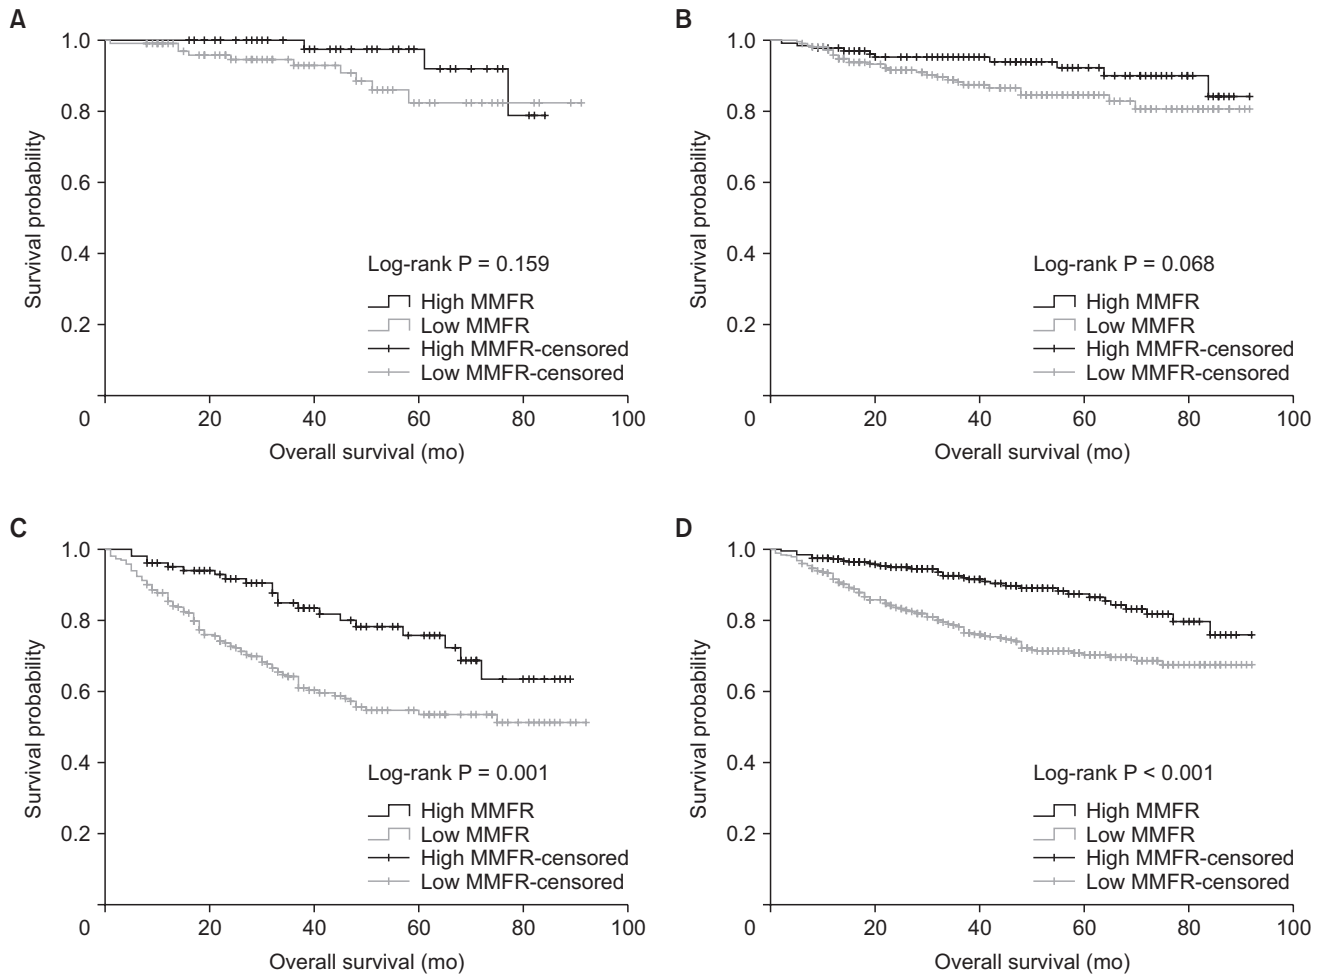 A
1.0
0.8
0.6
0.4
0.2
0
20
40
60
80
100
Survival probability
Overall survival (mo)
Log-rank P = 0.159
High MMFR
Low MMFR
High MMFR-censored
Low MMFR-censored
B
1.0
0.8
0.6
0.4
0.2
0
20
40
60
80
100
Survival probability
Overall survival (mo)
Log-rank P = 0.068
High MMFR
Low MMFR
High MMFR-censored
Low MMFR-censored
C
1.0
0.8
0.6
0.4
0.2
0
20
40
60
80
100
Survival probability
Overall survival (mo)
Log-rank P = 0.001
High MMFR
Low MMFR
High MMFR-censored
Low MMFR-censored
D
1.0
0.8
0.6
0.4
0.2
0
20
40
60
80
100
Survival probability
Overall survival (mo)
Log-rank P < 0.001
High MMFR
Low MMFR
High MMFR-censored
Low MMFR-censored